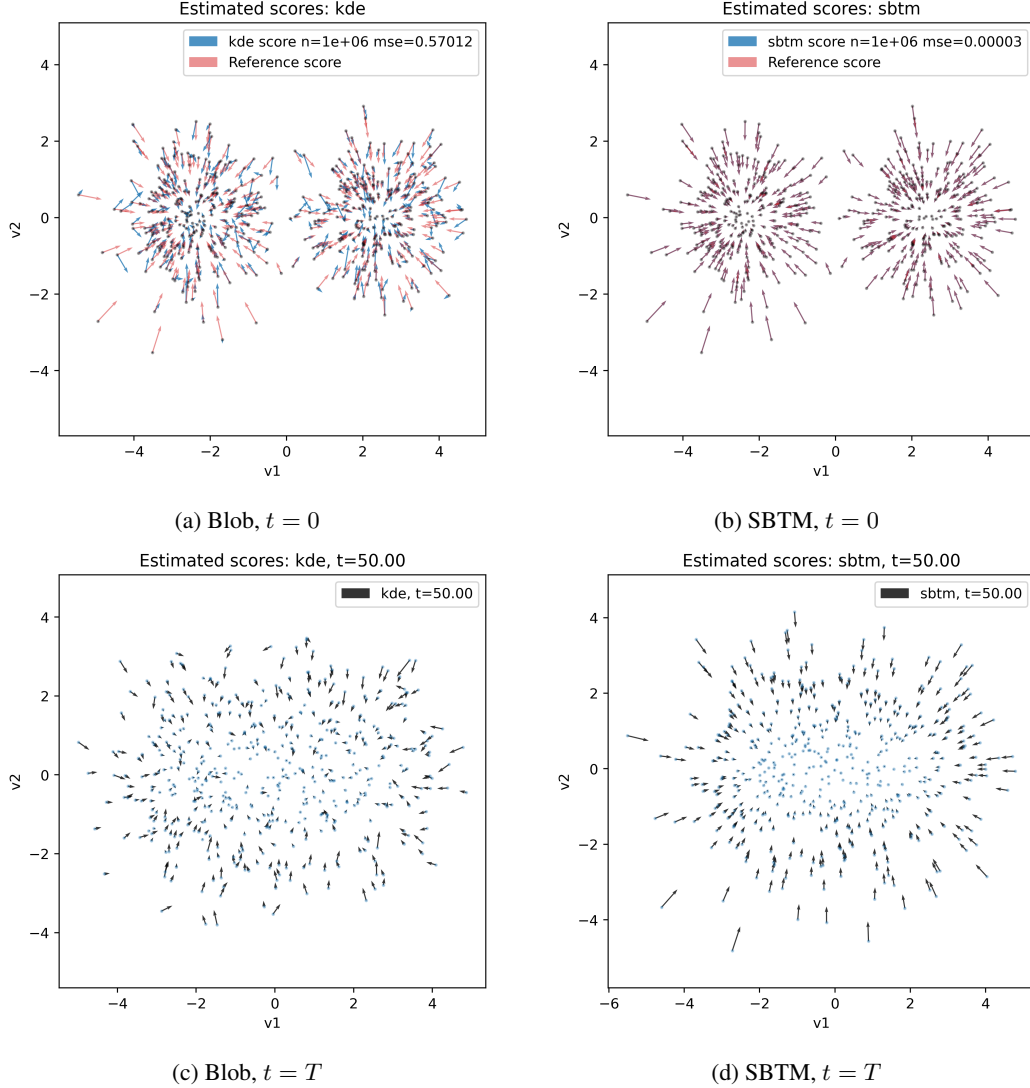 Estimated scores: kde
kde score n=1e+06 mse=0.57012
Reference score
4
2
0
−2
−4
v2
−4 −2 0 2 4
v1
(a) Blob, t = 0
Estimated scores: sbtm
sbtm score n=1e+06 mse=0.00003
Reference score
4
2
0
−2
−4
v2
−4 −2 0 2 4
v1
(b) SBTM, t = 0
Estimated scores: kde, t=50.00
kde, t=50.00
4
2
0
−2
−4
v2
−4 −2 0 2 4
v1
(c) Blob, t = T
Estimated scores: sbtm, t=50.00
sbtm, t=50.00
4
2
0
−2
−4
v2
−6 −4 −2 0 2 4
v1
(d) SBTM, t = T